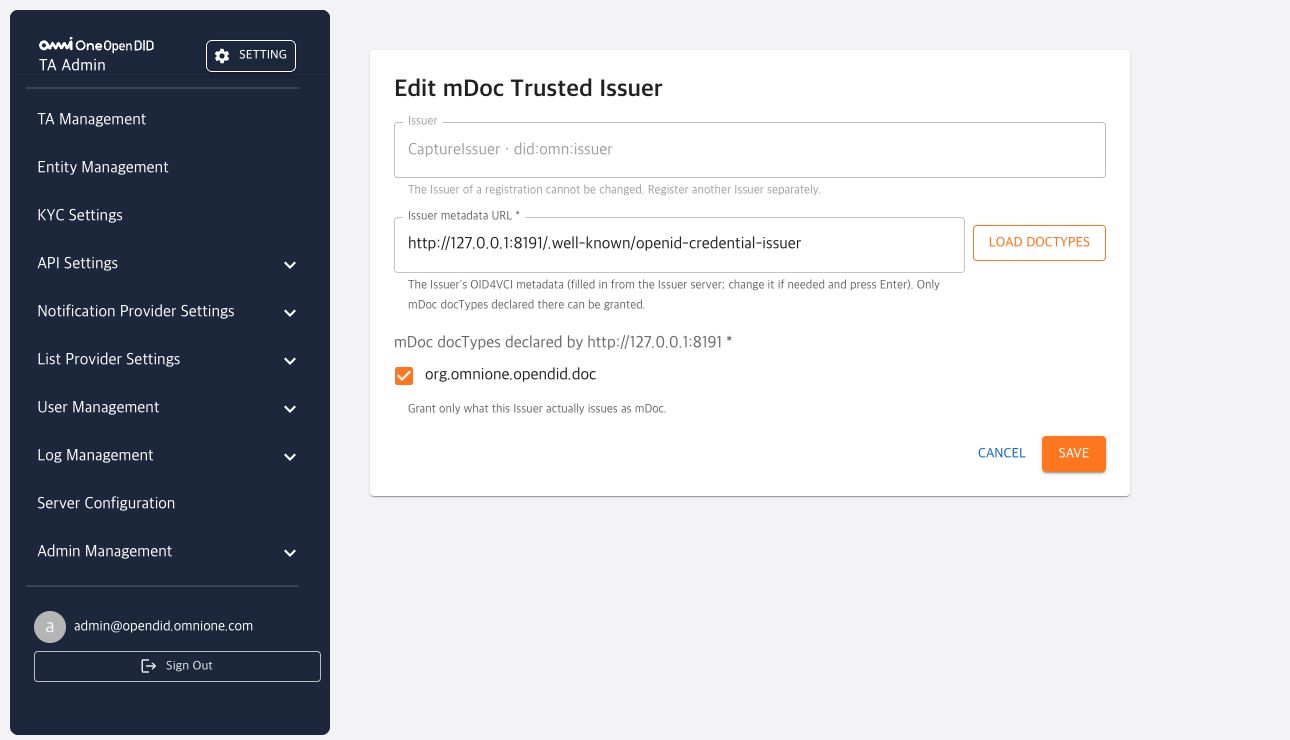 Omni One Open DID
TA Admin
SETTING
TA Management
Entity Management
KYC Settings
API Settings
Notification Provider Settings
List Provider Settings
User Management
Log Management
Server Configuration
Admin Management
a
admin@opendid.omnione.com
Sign Out
Edit mDoc Trusted Issuer
Issuer
CaptureIssuer · did:omn:issuer
The Issuer of a registration cannot be changed. Register another Issuer separately.
Issuer metadata URL *
http://127.0.0.1:8191/.well-known/openid-credential-issuer
LOAD DOCTYPES
The Issuer's OID4VCI metadata (filled in from the Issuer server; change it if needed and press Enter). Only
mDoc docTypes declared there can be granted.
mDoc docTypes declared by http://127.0.0.1:8191 *
org.omnione.opendid.doc
Grant only what this Issuer actually issues as mDoc.
CANCEL
SAVE